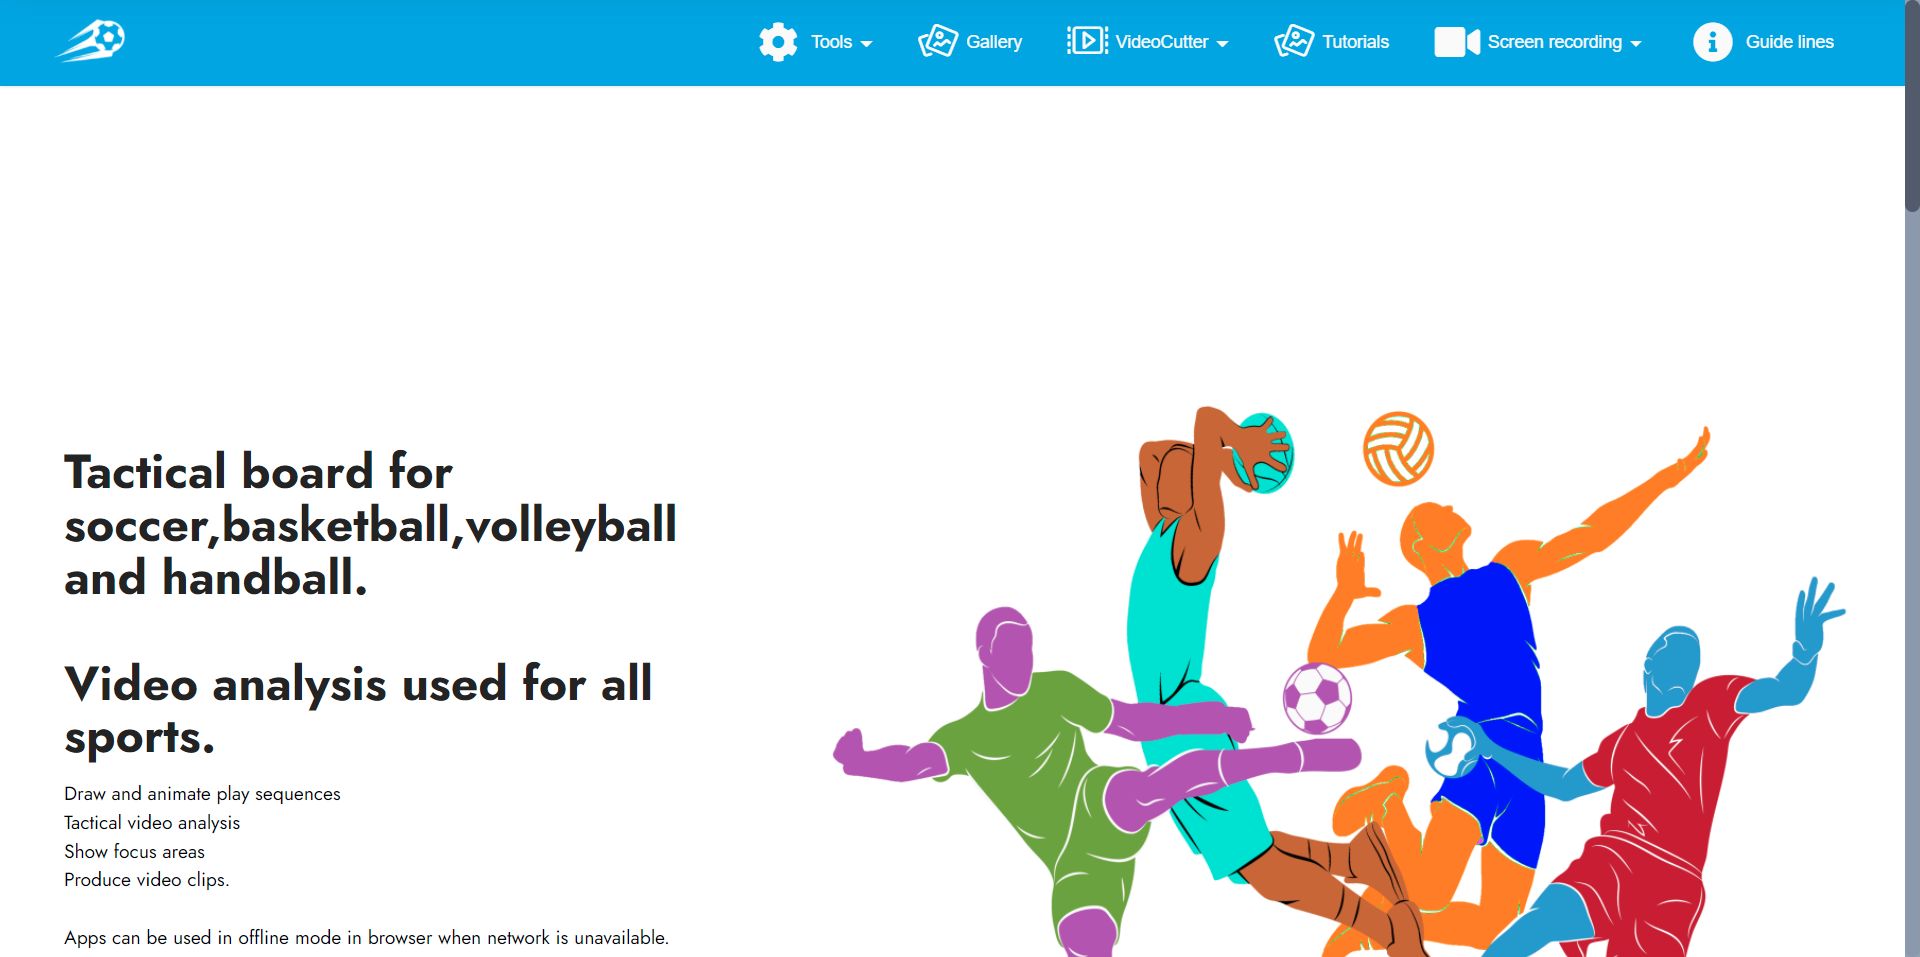 Tools
Gallery
VideoCutter
Tutorials
Screen recording
Guide lines
Tactical board for
soccer,basketball,volleyball
and handball.
Video analysis used for all
sports.
Draw and animate play sequences
Tactical video analysis
Show focus areas
Produce video clips.
Apps can be used in offline mode in browser when network is unavailable.